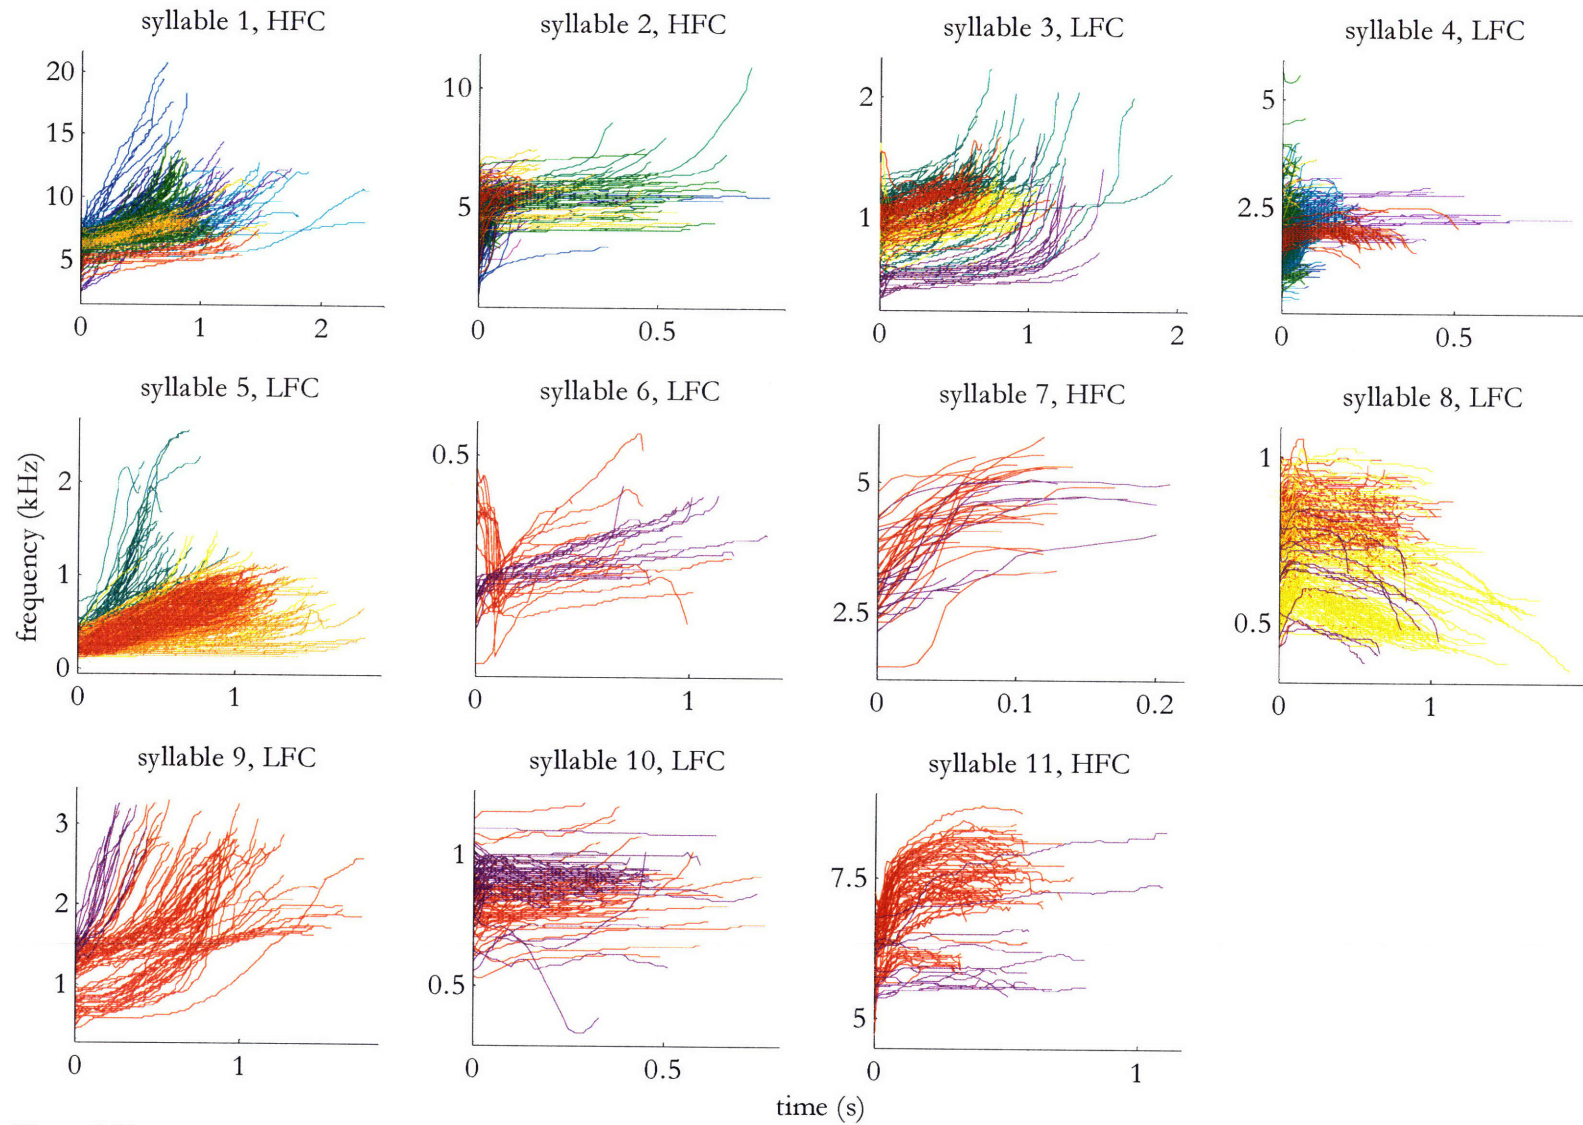 syllable 1, HFC
20
15
10
5
0 1 2
syllable 2, HFC
10
5
0 0.5
syllable 3, LFC
2
1
0 1 2
syllable 4, LFC
5
2.5
0 0.5
frequency (kHz)
syllable 5, LFC
2
1
0
0 1
syllable 6, LFC
0.5
0 1
syllable 7, HFC
5
2.5
0 0.1 0.2
syllable 8, LFC
1
0.5
0 1
syllable 9, LFC
3
2
1
0 1
syllable 10, LFC
1
0.5
0 0.5
syllable 11, HFC
7.5
5
0 1
time (s)